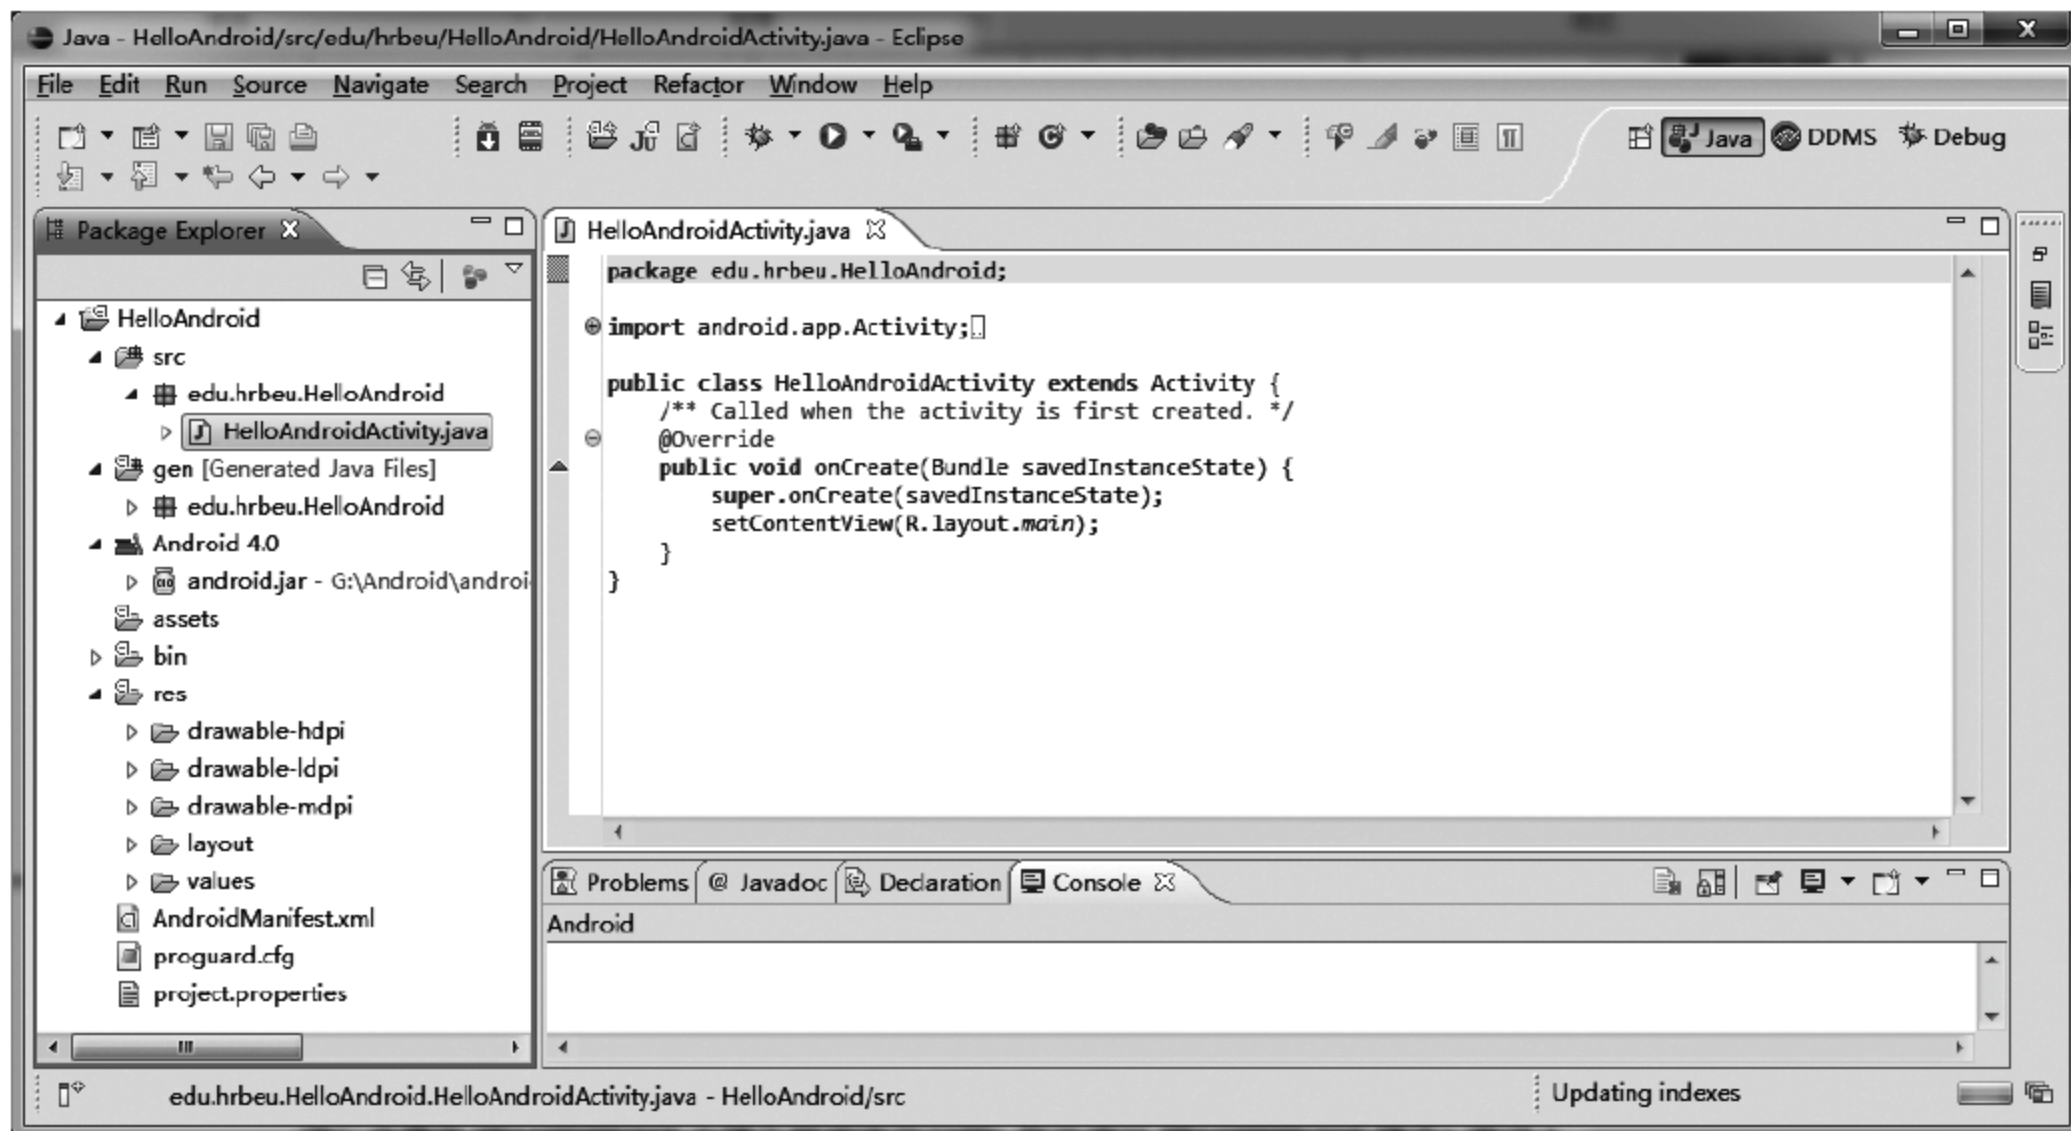 Java - HelloAndroid/src/edu/hrbeu/HelloAndroid/HelloAndroidActivity.java - Eclipse
File Edit Run Source Navigate Search Project Refactor Window Help
Java DDMS Debug
Package Explorer
HelloAndroid
src
edu.hrbeu.HelloAndroid
HelloAndroidActivity.java
gen [Generated Java Files]
edu.hrbeu.HelloAndroid
Android 4.0
android.jar - G:\Android\androi
assets
bin
res
drawable-hdpi
drawable-ldpi
drawable-mdpi
layout
values
AndroidManifest.xml
proguard.cfg
project.properties
HelloAndroidActivity.java
package edu.hrbeu.HelloAndroid;
import android.app.Activity;
public class HelloAndroidActivity extends Activity {
/** Called when the activity is first created. */
@Override
public void onCreate(Bundle savedInstanceState) {
super.onCreate(savedInstanceState);
setContentView(R.layout.main);
}
}
Problems @ Javadoc Declaration Console
Android
edu.hrbeu.HelloAndroid.HelloAndroidActivity.java - HelloAndroid/src
Updating indexes